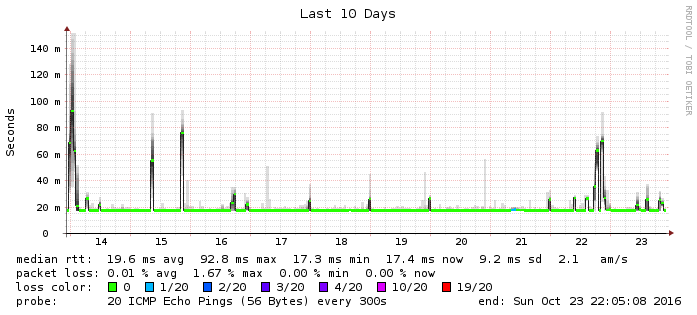 Last 10 Days
RRDTOOL / TOBI OETIKER
Seconds
140 m
120 m
100 m
80 m
60 m
40 m
20 m
0
14 15 16 17 18 19 20 21 22 23
median rtt: 19.6 ms avg 92.8 ms max 17.3 ms min 17.4 ms now 9.2 ms sd 2.1 am/s
packet loss: 0.01 % avg 1.67 % max 0.00 % min 0.00 % now
loss color: 0 1/20 2/20 3/20 4/20 10/20 19/20
probe: 20 ICMP Echo Pings (56 Bytes) every 300s end: Sun Oct 23 22:05:08 2016